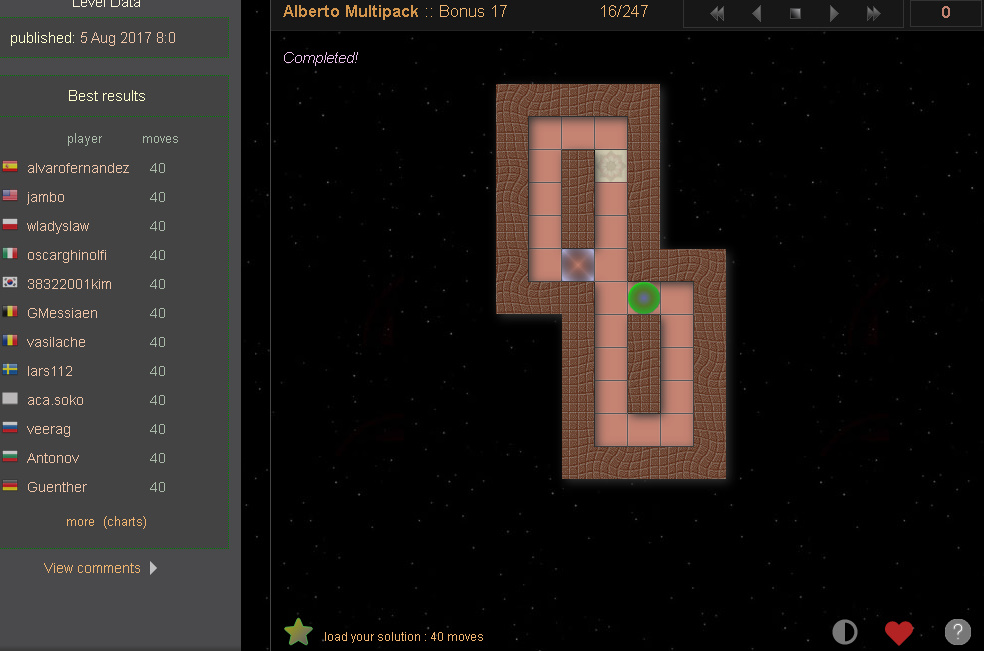 Level Data
published: 5 Aug 2017 8:0
Best results
player moves
alvarofernandez 40
jambo 40
wladyslaw 40
oscarghinolfi 40
38322001kim 40
GMessiaen 40
vasilache 40
lars112 40
aca.soko 40
veerag 40
Antonov 40
Guenther 40
more (charts)
View comments
Alberto Multipack :: Bonus 17 16/247 0
Completed!
load your solution : 40 moves
?